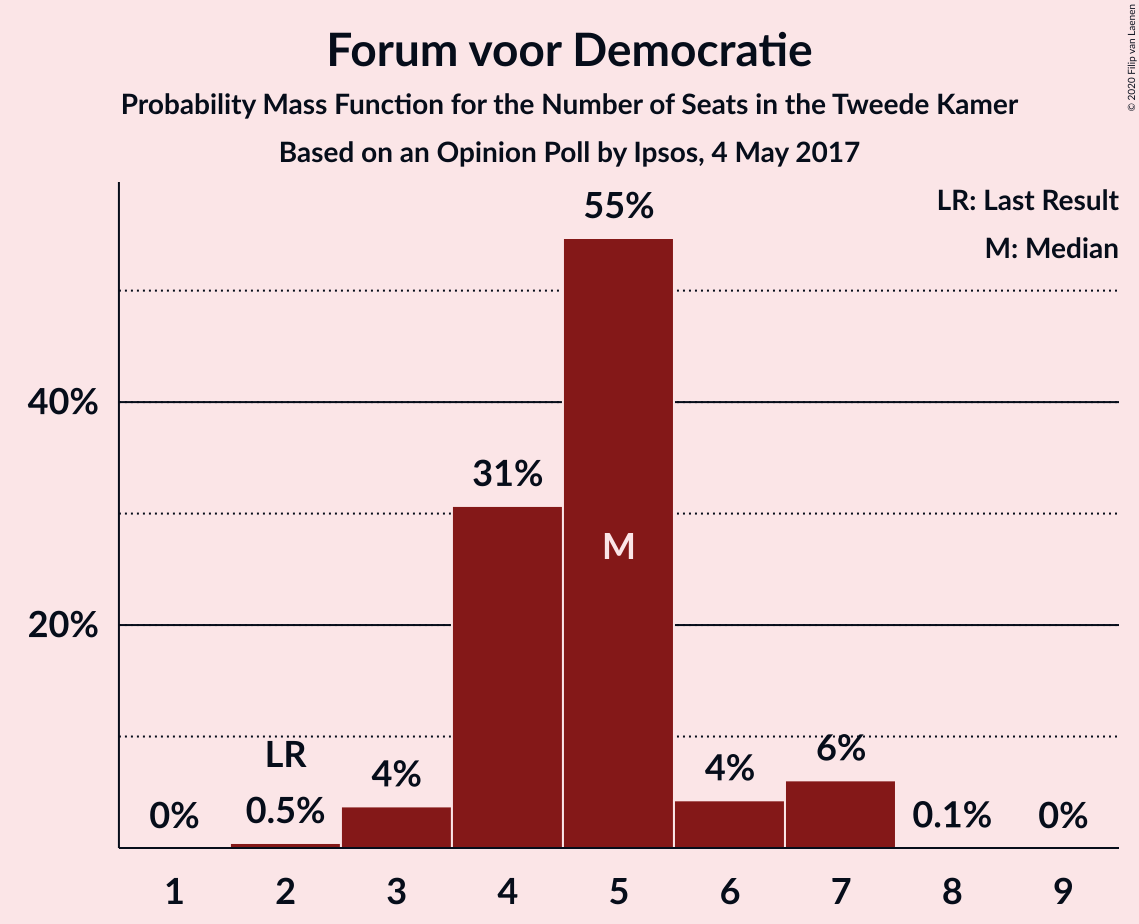 Forum voor Democratie
Probability Mass Function for the Number of Seats in the Tweede Kamer
Based on an Opinion Poll by Ipsos, 4 May 2017
© 2020 Filip van Laenen
LR: Last Result
M: Median
55%
40%
31%
M
20%
LR
0%
0.5%
4%
4%
6%
0.1%
0%
1 2 3 4 5 6 7 8 9